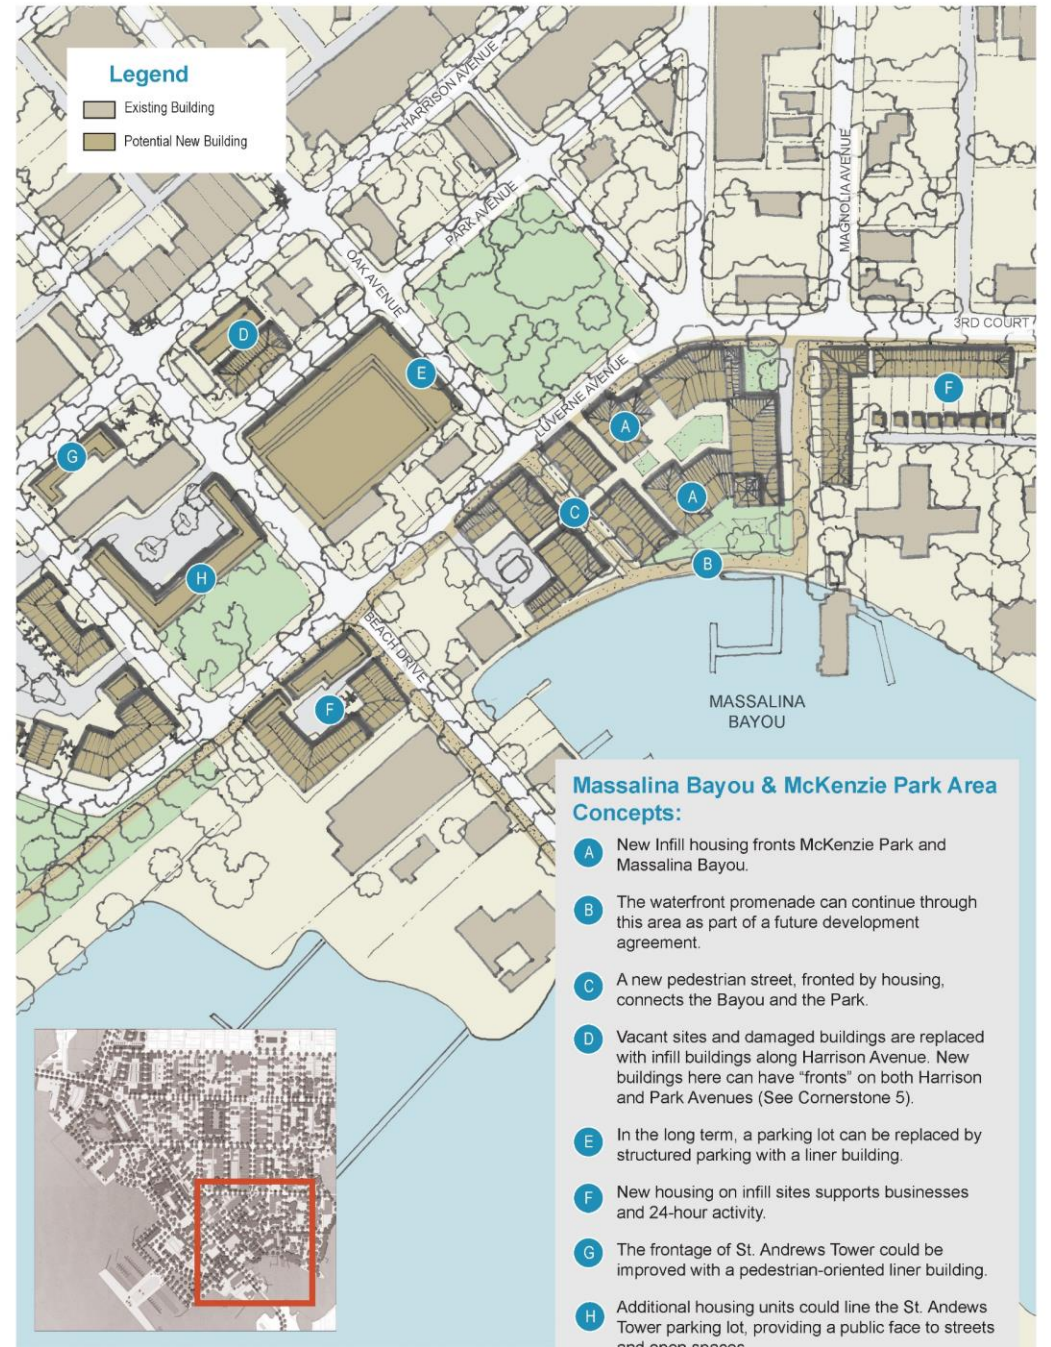 Legend
Existing Building
Potential New Building
HARRISON AVENUE
PARK AVENUE
OAK AVENUE
MAGNOLIA AVENUE
3RD COURT
LUVERNE AVENUE
BEACH DRIVE
D
E
F
A
G
A
C
B
H
F
MASSALINA
BAYOU
Massalina Bayou & McKenzie Park Area
Concepts:
A New Infill housing fronts McKenzie Park and
Massalina Bayou.
B The waterfront promenade can continue through
this area as part of a future development
agreement.
C A new pedestrian street, fronted by housing,
connects the Bayou and the Park.
D Vacant sites and damaged buildings are replaced
with infill buildings along Harrison Avenue. New
buildings here can have “fronts” on both Harrison
and Park Avenues (See Cornerstone 5).
E In the long term, a parking lot can be replaced by
structured parking with a liner building.
F New housing on infill sites supports businesses
and 24-hour activity.
G The frontage of St. Andrews Tower could be
improved with a pedestrian-oriented liner building.
H Additional housing units could line the St. Andews
Tower parking lot, providing a public face to streets
and open spaces.